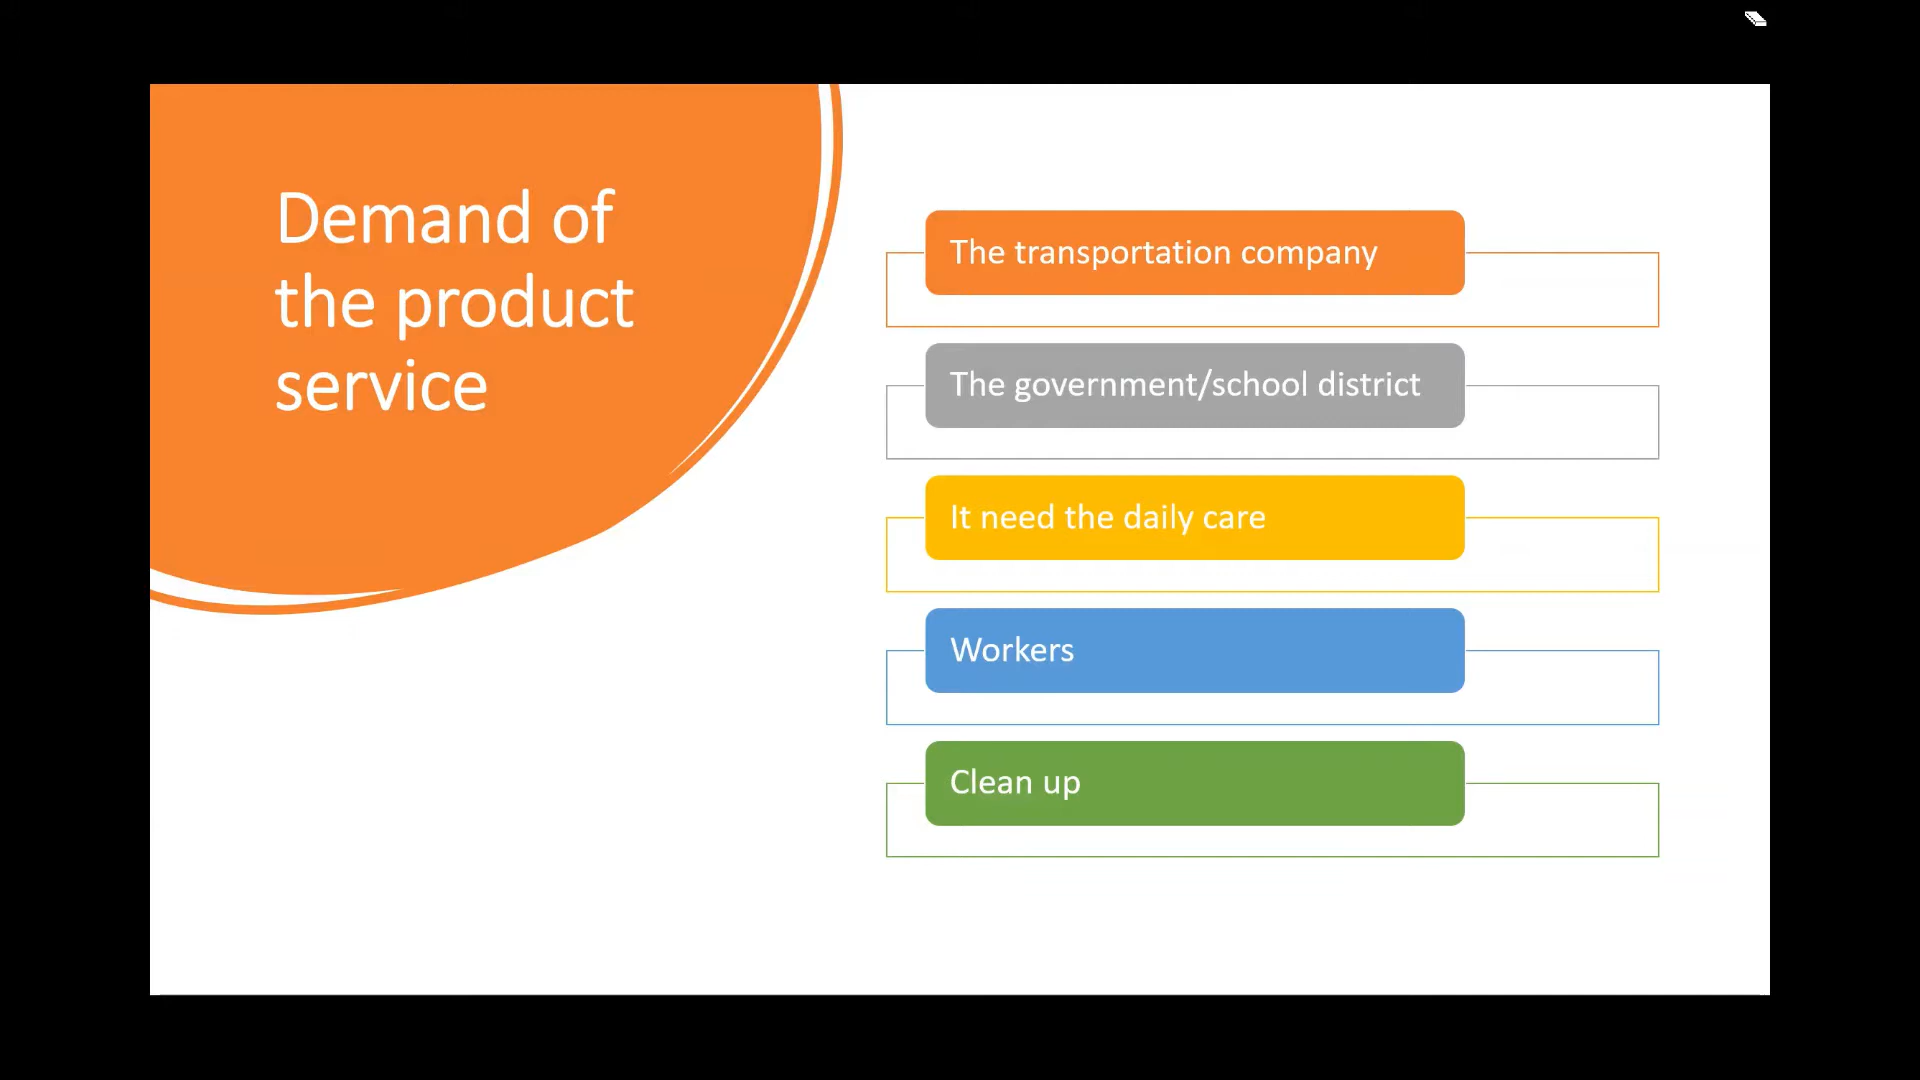 Demand of
the product
service
The transportation company
The government/school district
It need the daily care
Workers
Clean up